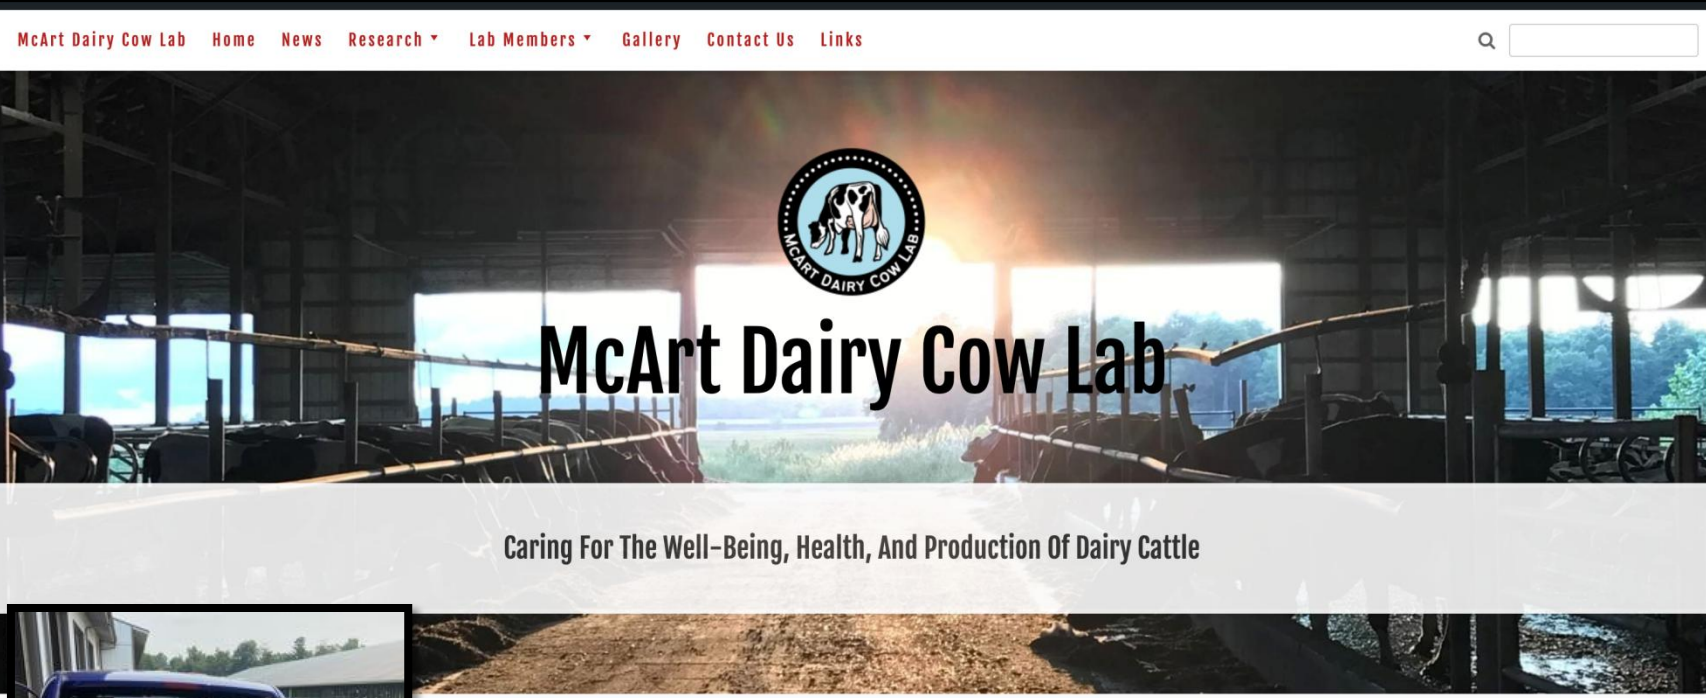 McArt Dairy Cow Lab Home News Research Lab Members Gallery Contact Us Links
McART DAIRY COW LAB
McArt Dairy Cow Lab
Caring For The Well-Being, Health, And Production Of Dairy Cattle